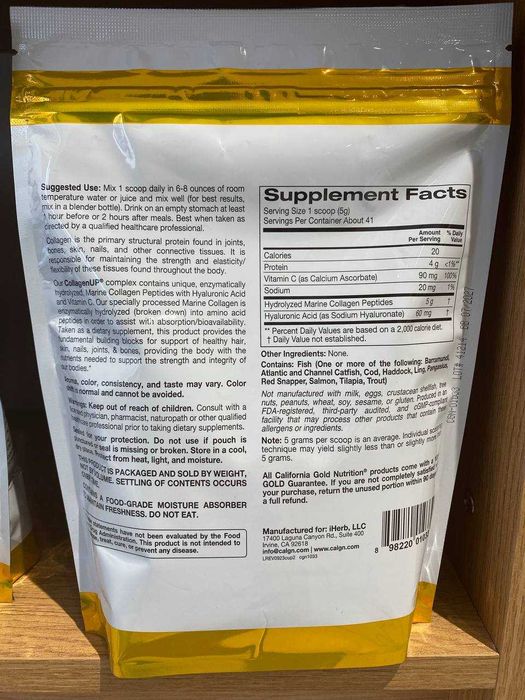 Suggested Use: Mix 1 scoop daily in 6-8 ounces of room
temperature water or juice and mix well (for best results,
mix in a blender bottle). Drink on an empty stomach at least
hour before or 2 hours after meals. Best when taken as
directed by a qualified healthcare professional.
Collagen is the primary structural protein found in joints,
bones, skin, nails, and other connective tissues. It is
responsible for maintaining the strength and elasticity/
flexibility of these tissues found throughout the body.
Our CollagenUP® complex contains unique, enzymatically
hydrolyzed, Marine Collagen Peptides with Hyaluronic Acid
and Vitamin C. Our specially processed Marine Collagen is
enzymatically hydrolyzed (broken down) into amino acid
peptides in order to assist with absorption/bioavailability.
Taken as a dietary supplement, this product provides the
fundamental building blocks for support of healthy hair,
skin, nails, joints, & bones, providing the body with the
nutrients needed to support the strength and integrity of
our bodies.*
Aroma, color, consistency, and taste may vary. Color
is normal and cannot be avoided.
Keep out of reach of children. Consult with a
physician, pharmacist, naturopath or other qualified
professional prior to taking dietary supplements.
for your protection. Do not use if pouch is
or seal is missing or broken. Store in a cool,
Protect from heat, light, and moisture.
THIS PRODUCT IS PACKAGED AND SOLD BY WEIGHT,
NOT VOLUME. SETTLING OF CONTENTS OCCURS
A FOOD-GRADE MOISTURE ABSORBER
FRESHNESS. DO NOT EAT.
statements have not been evaluated by the Food
Administration. This product is not intended to
treat, cure, or prevent any disease.
Supplement Facts
Serving Size 1 scoop (5g)
Servings Per Container About 41
Amount Per Serving % Daily Value
Calories 20
Protein 4 g <1%**
Vitamin C (as Calcium Ascorbate) 90 mg 100%
Sodium 20 mg 1%
Hydrolyzed Marine Collagen Peptides 5 g †
Hyaluronic Acid (as Sodium Hyaluronate) 60 mg †
** Percent Daily Values are based on a 2,000 calorie diet.
† Daily Value not established.
Other Ingredients: None.
Contains: Fish (One or more of the following: Barramundi,
Atlantic and Channel Catfish, Cod, Haddock, Ling, Pangasius,
Red Snapper, Salmon, Tilapia, Trout)
Not manufactured with milk, eggs, crustacean shellfish, tree
nuts, peanuts, wheat, soy, sesame, or gluten. Produced in an
FDA-registered, third-party audited, and cGMP-compliant
facility that may process other products that contain these
allergens or ingredients.
Note: 5 grams per scoop is an average. Individual scooping
technique may yield slightly less than or slightly more than
5 grams.
All California Gold Nutrition® products come with a
GOLD Guarantee. If you are not completely satisfied with
your purchase, return the unused portion within 90 days for
a full refund.
Manufactured for: iHerb, LLC
17400 Laguna Canyon Rd., Suite 400
Irvine, CA 92618
info@calgn.com | www.calgn.com
LREV0923cup2 cgn1033
8 98220